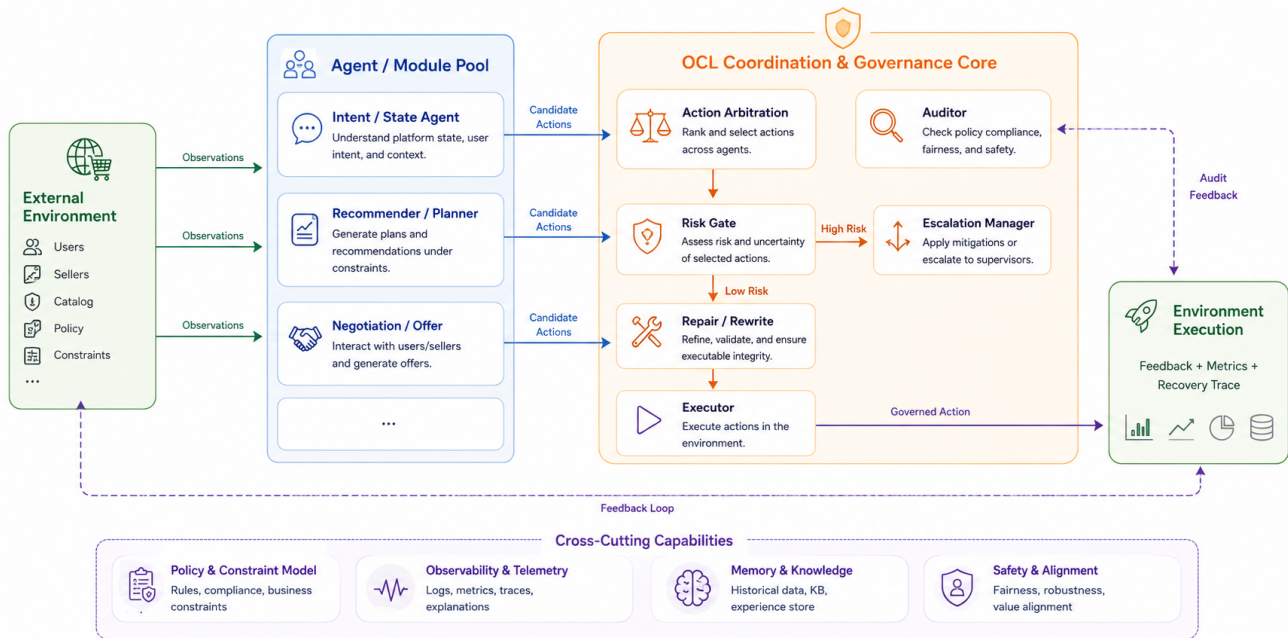 External
Environment
Users
Sellers
Catalog
Policy
Constraints
...
Observations
Observations
Observations
Agent / Module Pool
Intent / State Agent
Understand platform state, user
intent, and context.
Recommender / Planner
Generate plans and
recommendations under
constraints.
Negotiation / Offer
Interact with users/sellers
and generate offers.
...
Candidate
Actions
Candidate
Actions
Candidate
Actions
OCL Coordination & Governance Core
Action Arbitration
Rank and select actions
across agents.
Auditor
Check policy compliance,
fairness, and safety.
Risk Gate
Assess risk and uncertainty
of selected actions.
High Risk
Escalation Manager
Apply mitigations or
escalate to supervisors.
Low Risk
Repair / Rewrite
Refine, validate, and ensure
executable integrity.
Executor
Execute actions in the
environment.
Governed Action
Audit
Feedback
Environment
Execution
Feedback + Metrics +
Recovery Trace
Feedback Loop
Cross-Cutting Capabilities
Policy & Constraint Model
Rules, compliance, business
constraints
Observability & Telemetry
Logs, metrics, traces,
explanations
Memory & Knowledge
Historical data, KB,
experience store
Safety & Alignment
Fairness, robustness,
value alignment